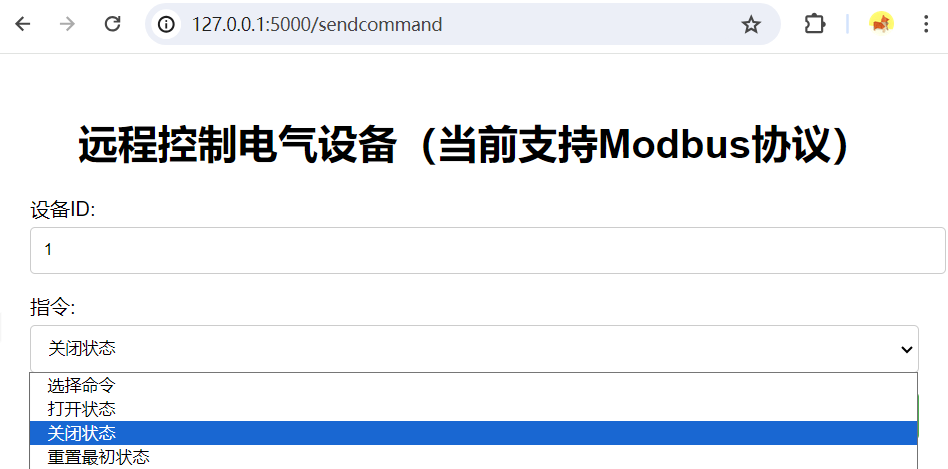 127.0.0.1:5000/sendcommand
远程控制电气设备（当前支持Modbus协议）
设备ID:
1
指令:
关闭状态
选择命令
打开状态
关闭状态
重置最初状态